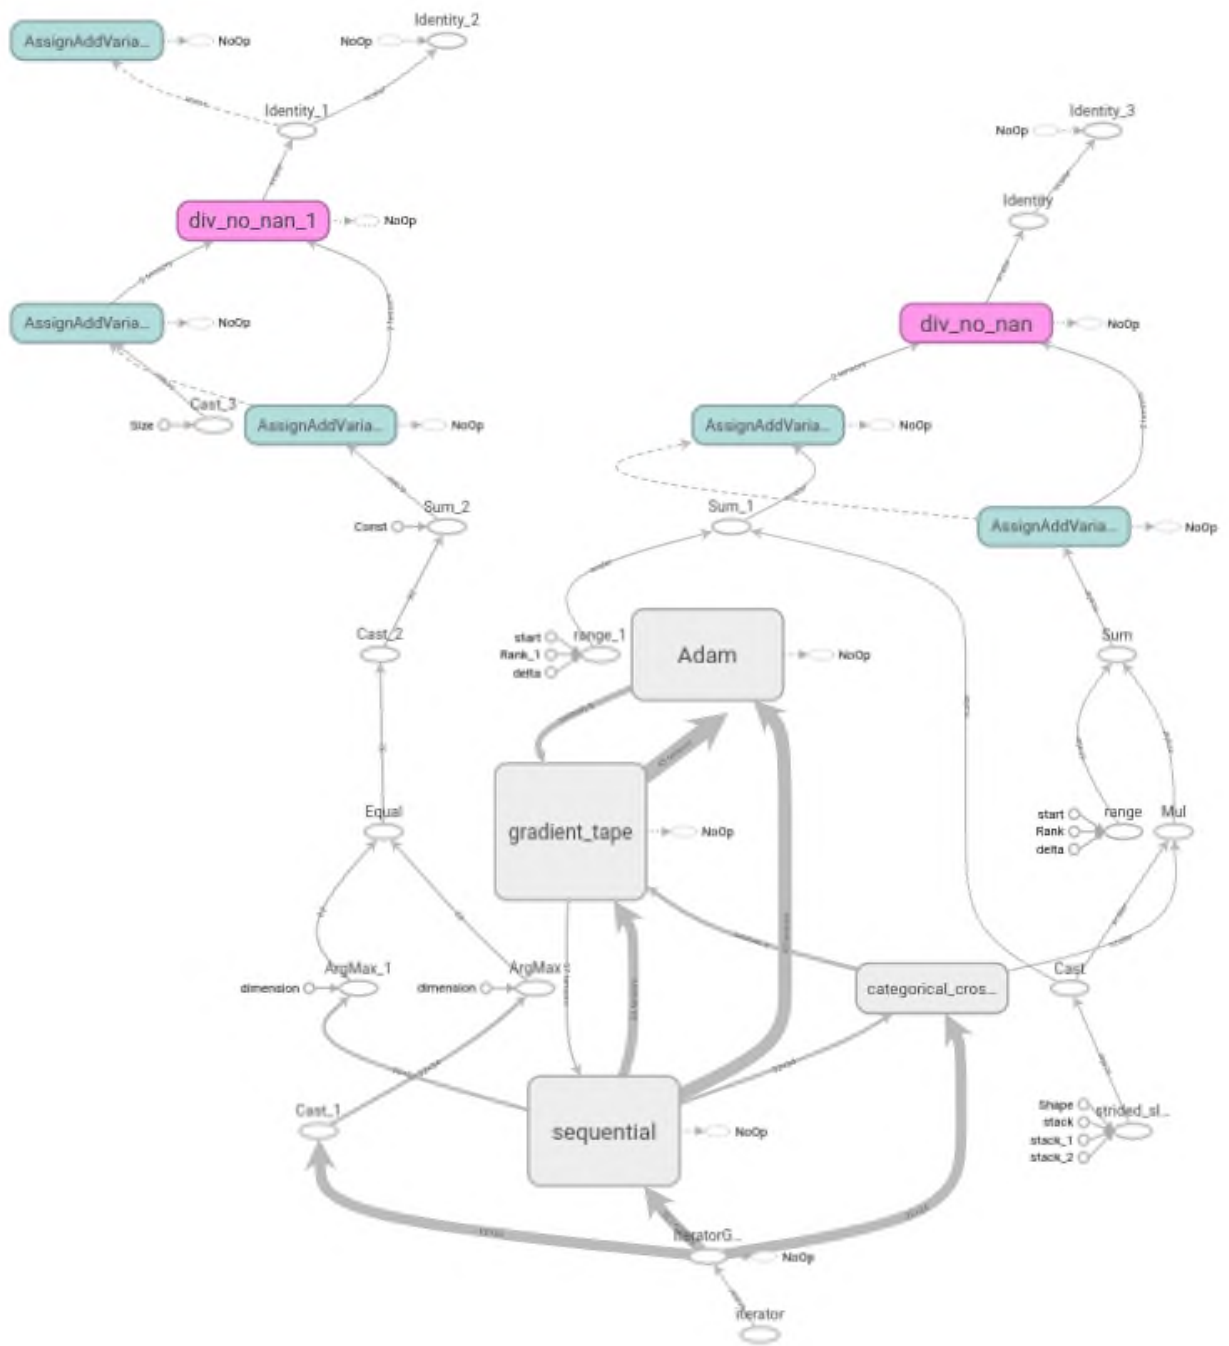 Identity_2
AssignAddVaria...
NoOp
NoOp
Identity_1
Identity_3
NoOp
div_no_nan_1
NoOp
Identity
AssignAddVaria...
NoOp
div_no_nan
NoOp
Cast_3
Size
AssignAddVaria...
NoOp
AssignAddVaria...
NoOp
Sum_2
Const
Sum_1
AssignAddVaria...
NoOp
Cast_2
range_1
start
Rank_1
delta
Adam
NoOp
Sum
Equal
gradient_tape
NoOp
range
Mul
start
Rank
delta
ArgMax_1
dimension
ArgMax
dimension
categorical_cros...
Cast
Cast_1
sequential
NoOp
Shape
strided_sl...
stack
stack_1
stack_2
IteratorG...
NoOp
iterator